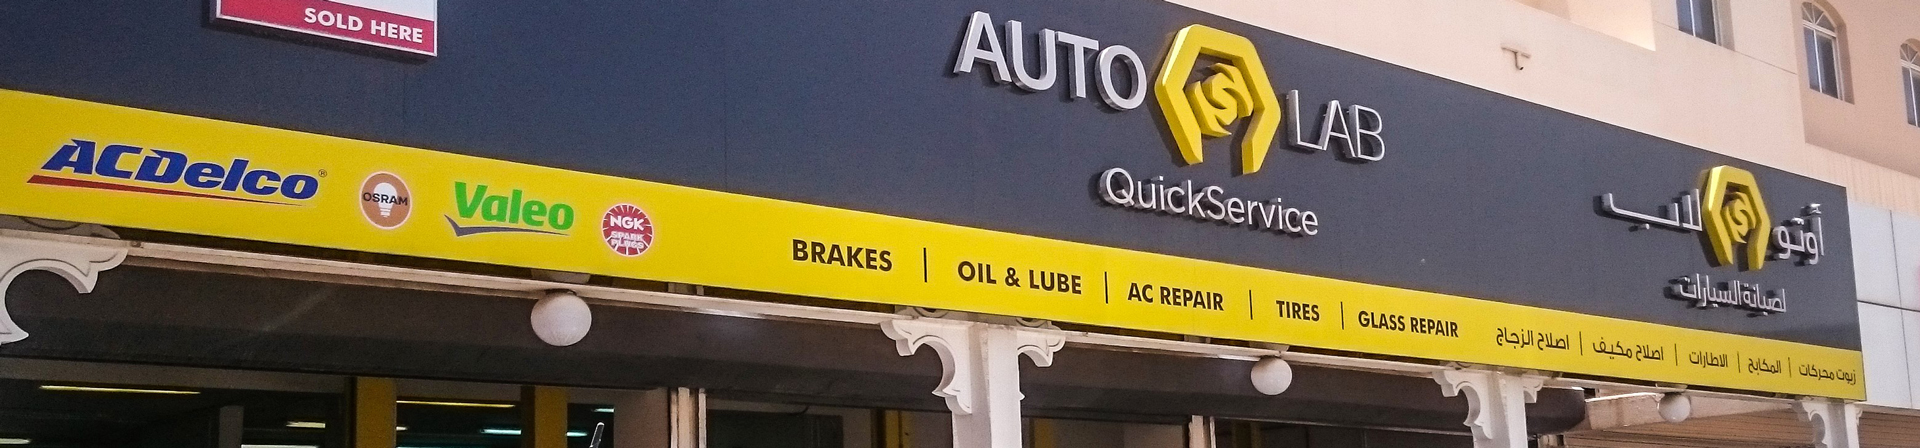 SOLD HERE
AUTO LAB
QuickService
أوتو لاب
لصيانة السيارات
ACDelco®
OSRAM
Valeo
NGK
SPARK PLUGS
BRAKES | OIL & LUBE | AC REPAIR | TIRES | GLASS REPAIR
زيوت محركات | المكابح | الاطارات | اصلاح مكيف | اصلاح الزجاج